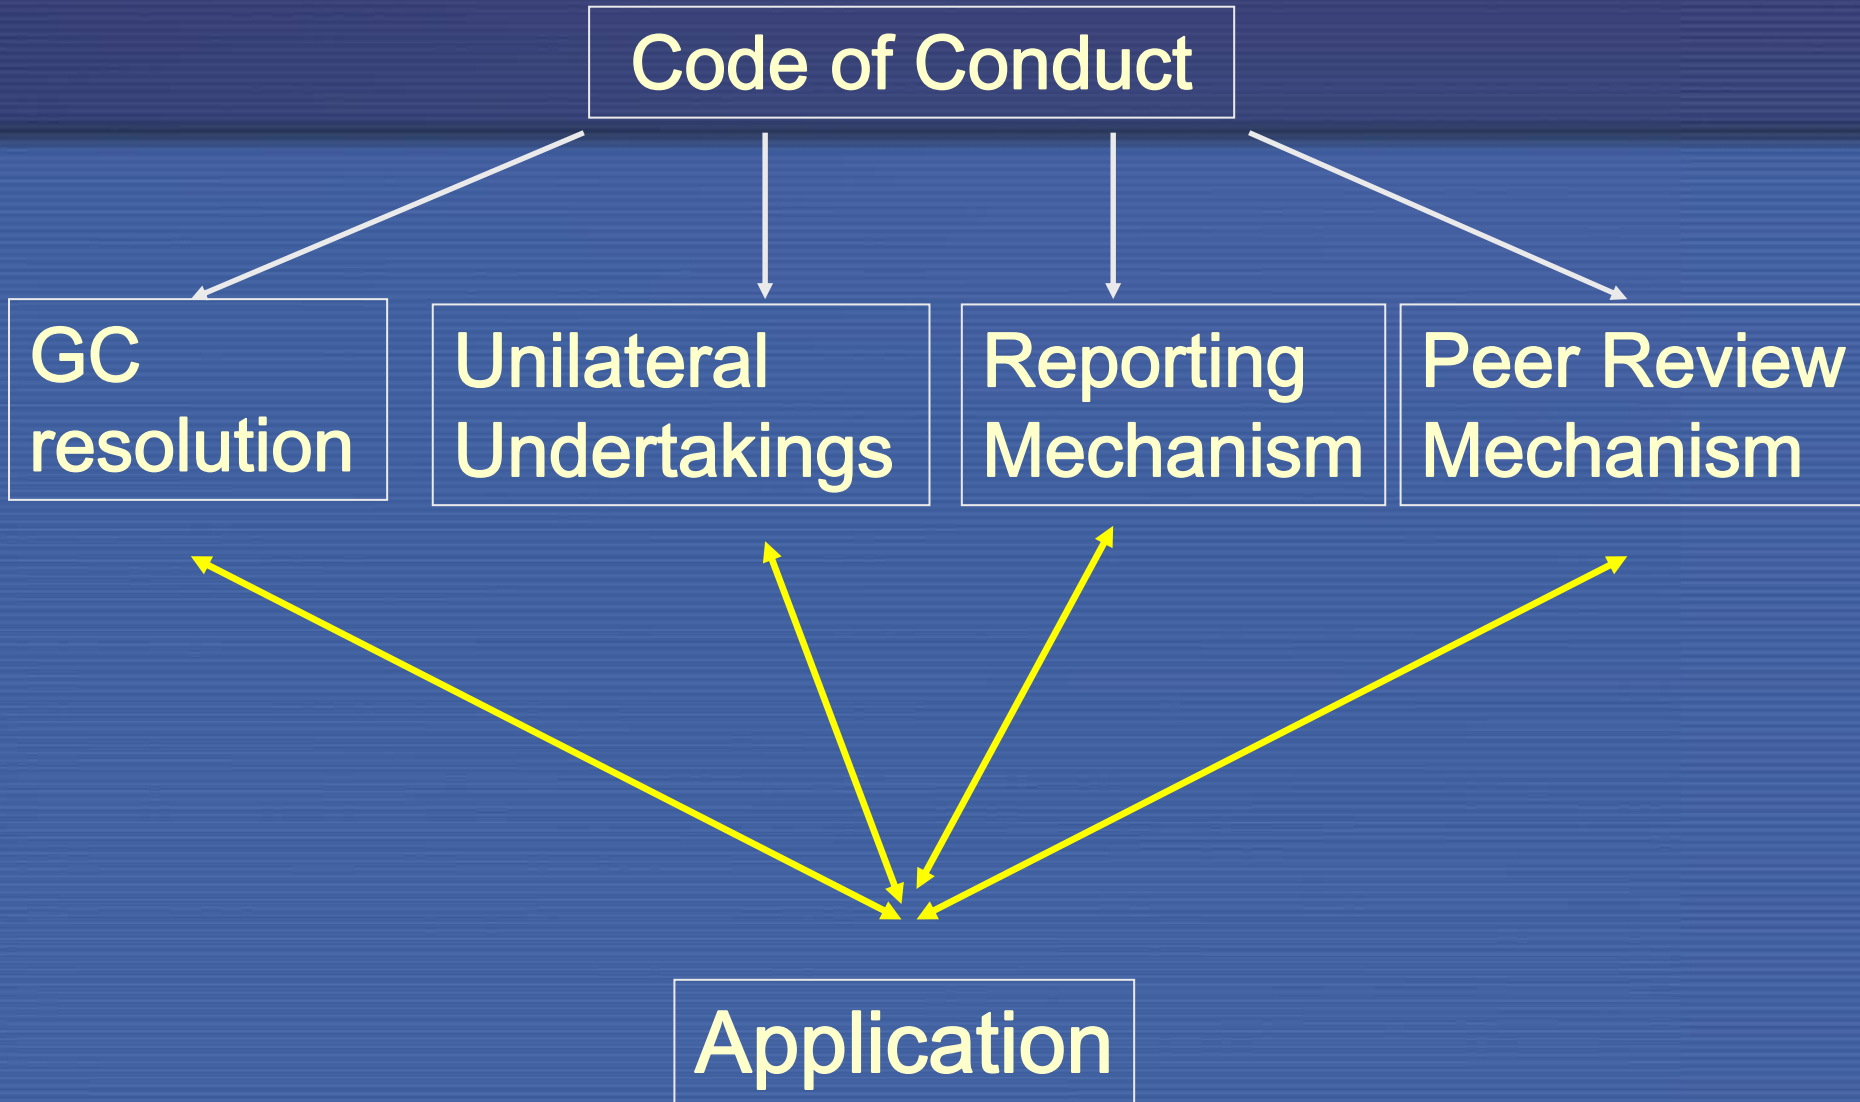 Code of Conduct
GC
resolution
Unilateral
Undertakings
Reporting
Mechanism
Peer Review
Mechanism
Application